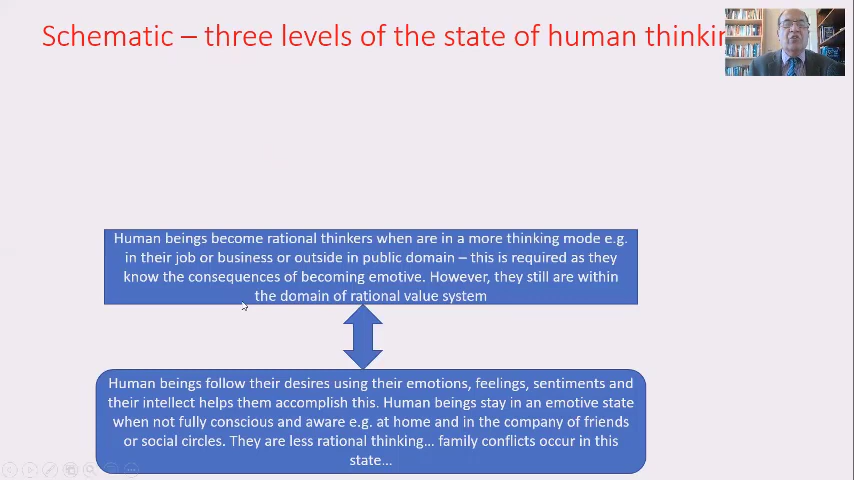 Schematic – three levels of the state of human thinkin
Human beings become rational thinkers when are in a more thinking mode e.g.
in their job or business or outside in public domain – this is required as they
know the consequences of becoming emotive. However, they still are within
the domain of rational value system
Human beings follow their desires using their emotions, feelings, sentiments and
their intellect helps them accomplish this. Human beings stay in an emotive state
when not fully conscious and aware e.g. at home and in the company of friends
or social circles. They are less rational thinking... family conflicts occur in this
state...